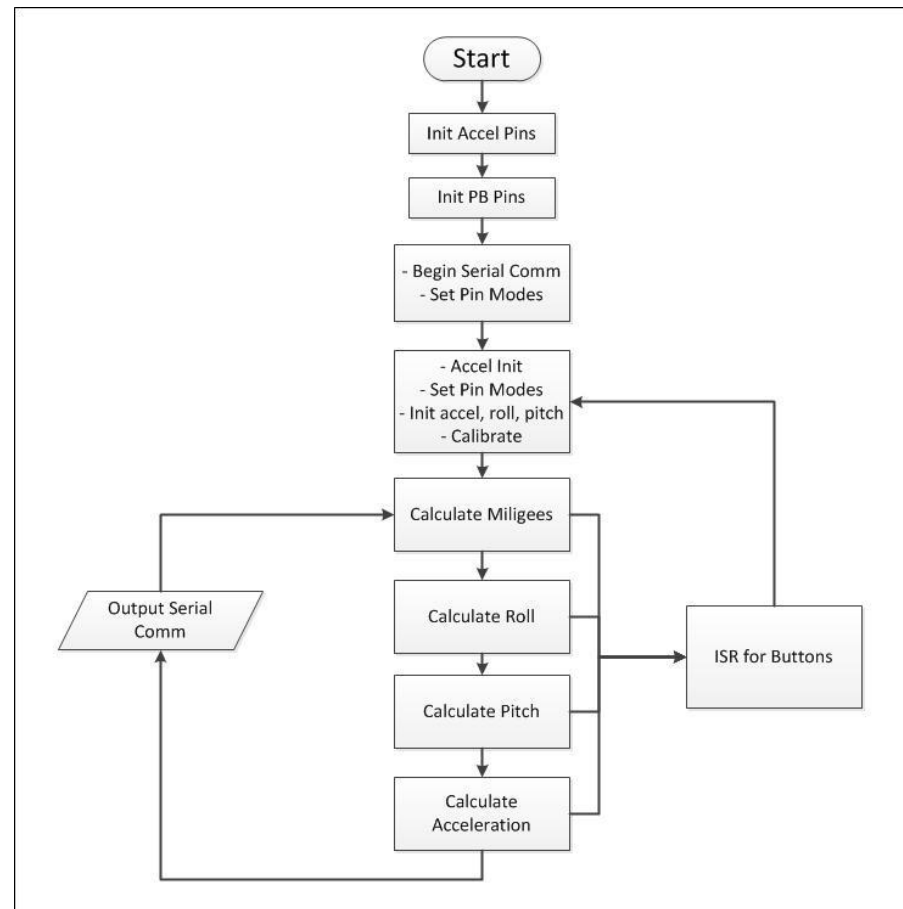 Start
Init Accel Pins
Init PB Pins
- Begin Serial Comm
- Set Pin Modes
- Accel Init
- Set Pin Modes
- Init accel, roll, pitch
- Calibrate
Calculate Miligees
Output Serial
Comm
Calculate Roll
ISR for Buttons
Calculate Pitch
Calculate
Acceleration